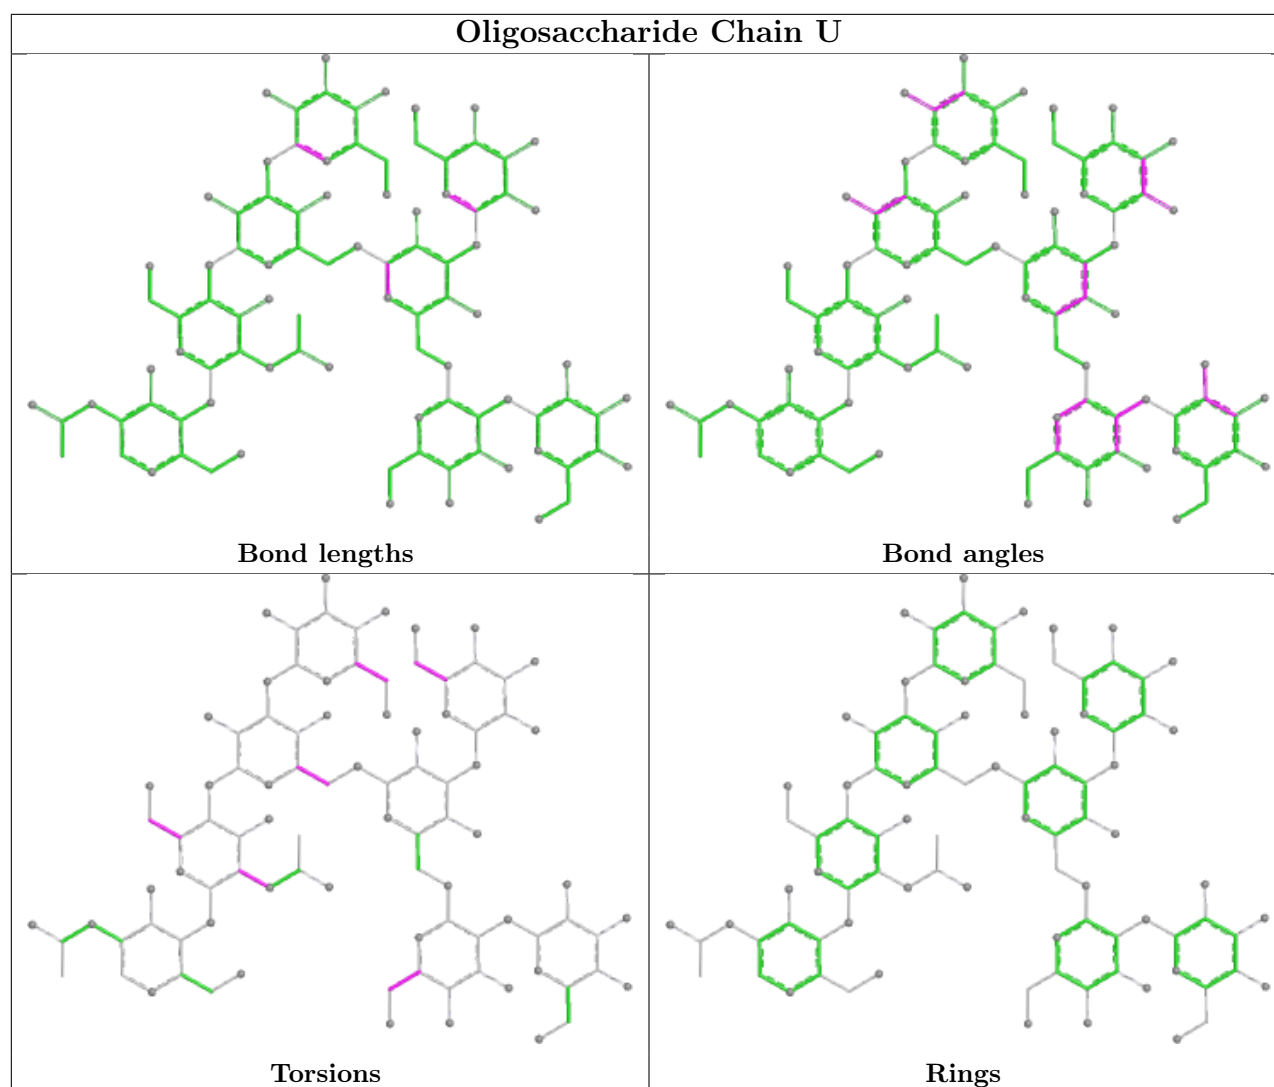 Oligosaccharide Chain U
Bond lengths
Bond angles
Torsions
Rings